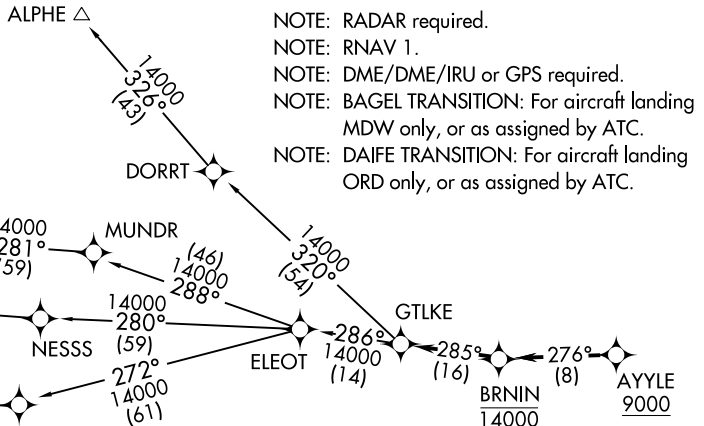 ALPHE
NOTE: RADAR required.
NOTE: RNAV 1.
NOTE: DME/DME/IRU or GPS required.
NOTE: BAGEL TRANSITION: For aircraft landing
MDW only, or as assigned by ATC.
NOTE: DAIFE TRANSITION: For aircraft landing
ORD only, or as assigned by ATC.
14000
326°
(43)
DORRT
14000
320°
(54)
MUNDR
4000
281°
59)
(46)
14000
288°
14000
280°
(59)
NESSS
272°
14000
(61)
ELEOT
286°
14000
(14)
GTLKE
285°
(16)
BRNIN
14000
276°
(8)
AYYLE
9000